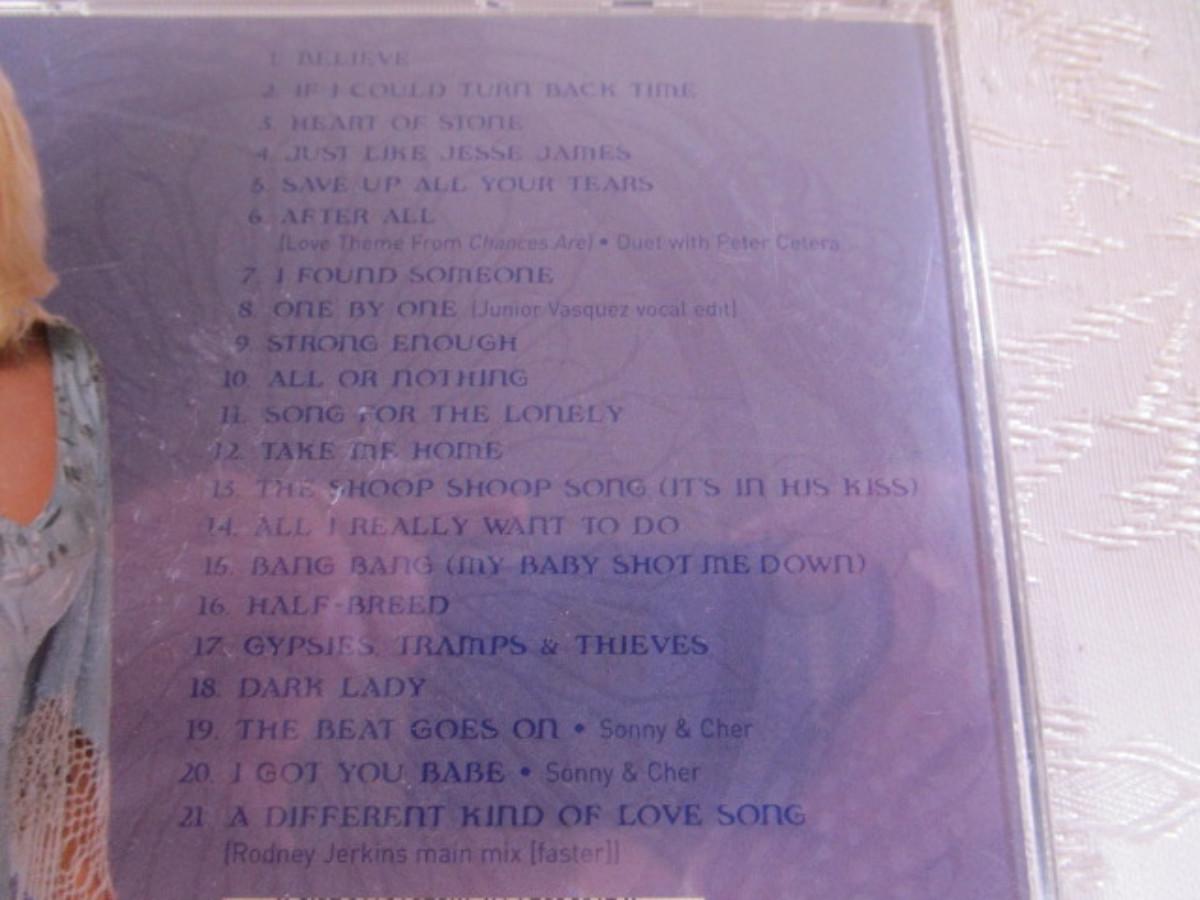 1. BELIEVE
2. IF I COULD TURN BACK TIME
3. HEART OF STONE
4. JUST LIKE JESSE JAMES
5. SAVE UP ALL YOUR TEARS
6. AFTER ALL
(Love Theme From Chances Are) • Duet with Peter Cetera
7. I FOUND SOMEONE
8. ONE BY ONE (Junior Vasquez vocal edit)
9. STRONG ENOUGH
10. ALL OR NOTHING
11. SONG FOR THE LONELY
12. TAKE ME HOME
13. THE SHOOP SHOOP SONG (IT'S IN HIS KISS)
14. ALL I REALLY WANT TO DO
15. BANG BANG (MY BABY SHOT ME DOWN)
16. HALF-BREED
17. GYPSIES, TRAMPS & THIEVES
18. DARK LADY
19. THE BEAT GOES ON • Sonny & Cher
20. I GOT YOU BABE • Sonny & Cher
21. A DIFFERENT KIND OF LOVE SONG
(Rodney Jerkins main mix [faster])